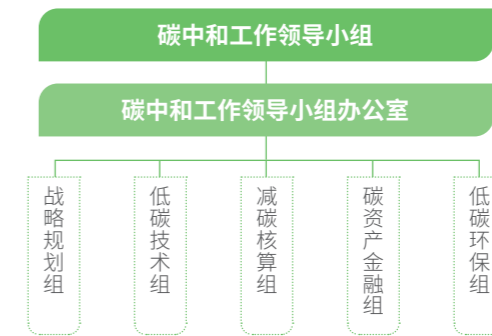 碳中和工作领导小组
碳中和工作领导小组办公室
战略规划组
低碳技术组
减碳核算组
碳资产金融组
低碳环保组